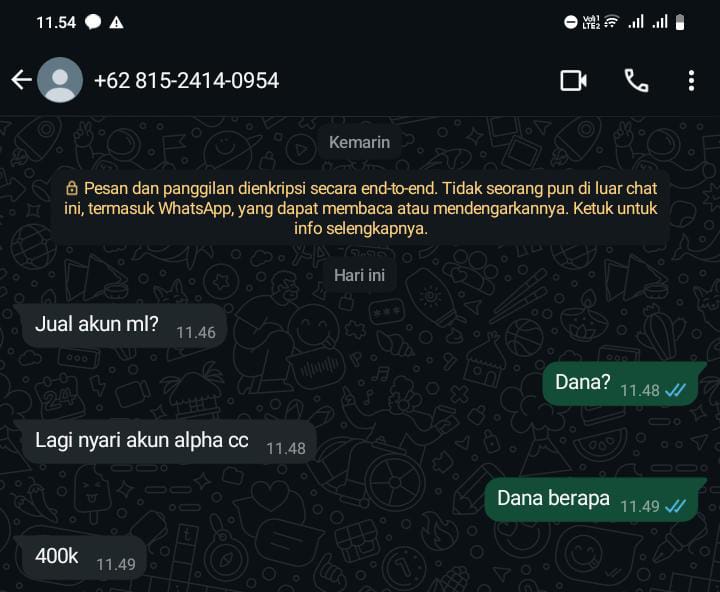 11.54
Vo)) 1
LTE2
+62 815-2414-0954
Kemarin
Pesan dan panggilan dienkripsi secara end-to-end. Tidak seorang pun di luar chat
ini, termasuk WhatsApp, yang dapat membaca atau mendengarkannya. Ketuk untuk
info selengkapnya.
Hari ini
Jual akun ml? 11.46
Dana? 11.48
Lagi nyari akun alpha cc 11.48
Dana berapa 11.49
400k 11.49